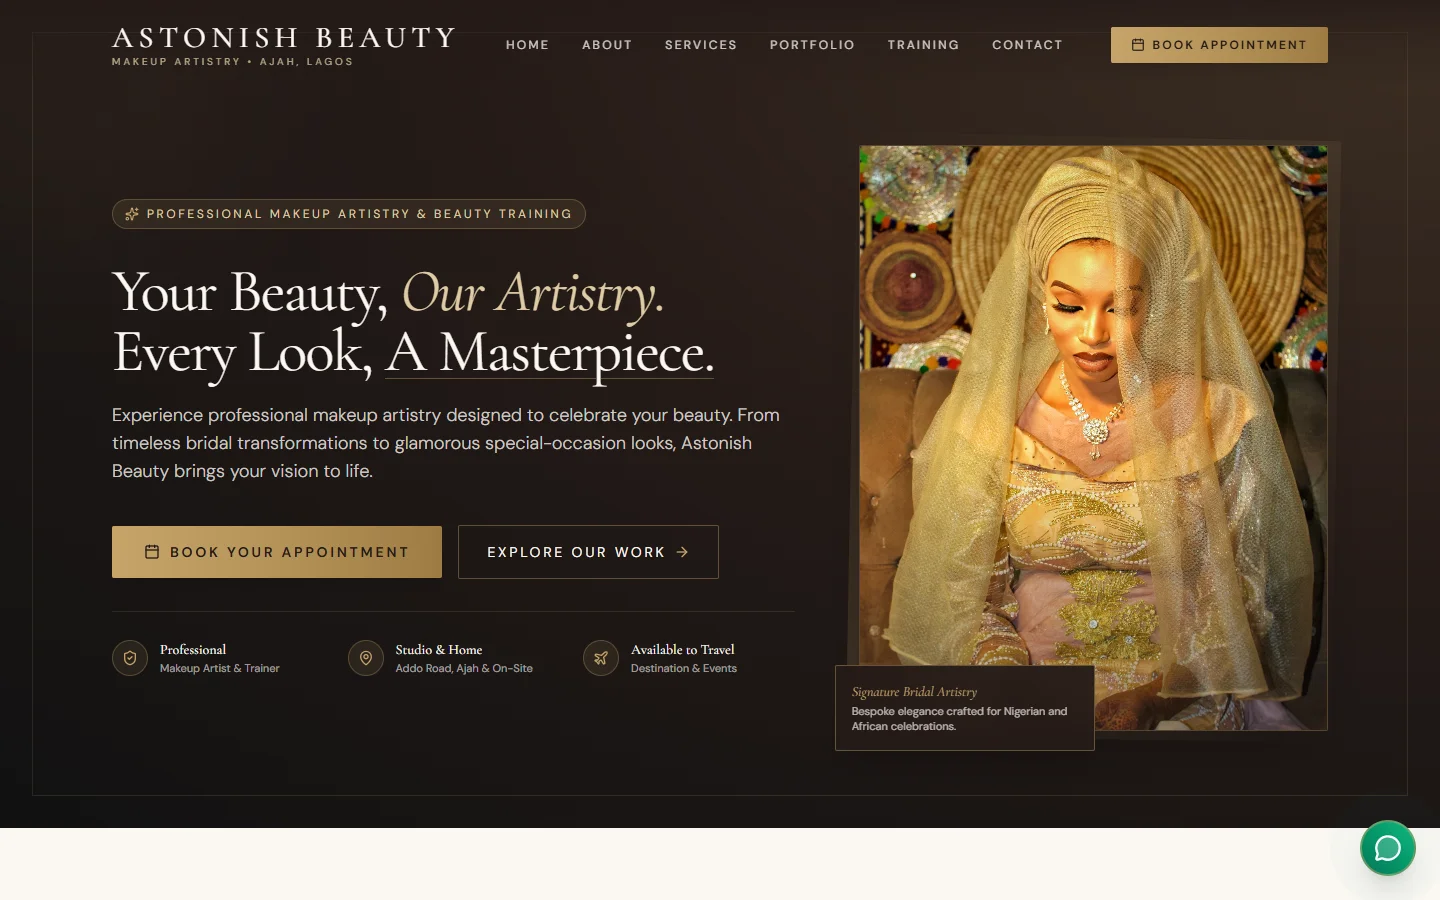 ASTONISH BEAUTY
MAKEUP ARTISTRY • AJAH, LAGOS
HOME
ABOUT
SERVICES
PORTFOLIO
TRAINING
CONTACT
BOOK APPOINTMENT
PROFESSIONAL MAKEUP ARTISTRY & BEAUTY TRAINING
Your Beauty, Our Artistry.
Every Look, A Masterpiece.
Experience professional makeup artistry designed to celebrate your beauty. From
timeless bridal transformations to glamorous special-occasion looks, Astonish
Beauty brings your vision to life.
BOOK YOUR APPOINTMENT
EXPLORE OUR WORK
Professional
Makeup Artist & Trainer
Studio & Home
Addo Road, Ajah & On-Site
Available to Travel
Destination & Events
Signature Bridal Artistry
Bespoke elegance crafted for Nigerian and
African celebrations.